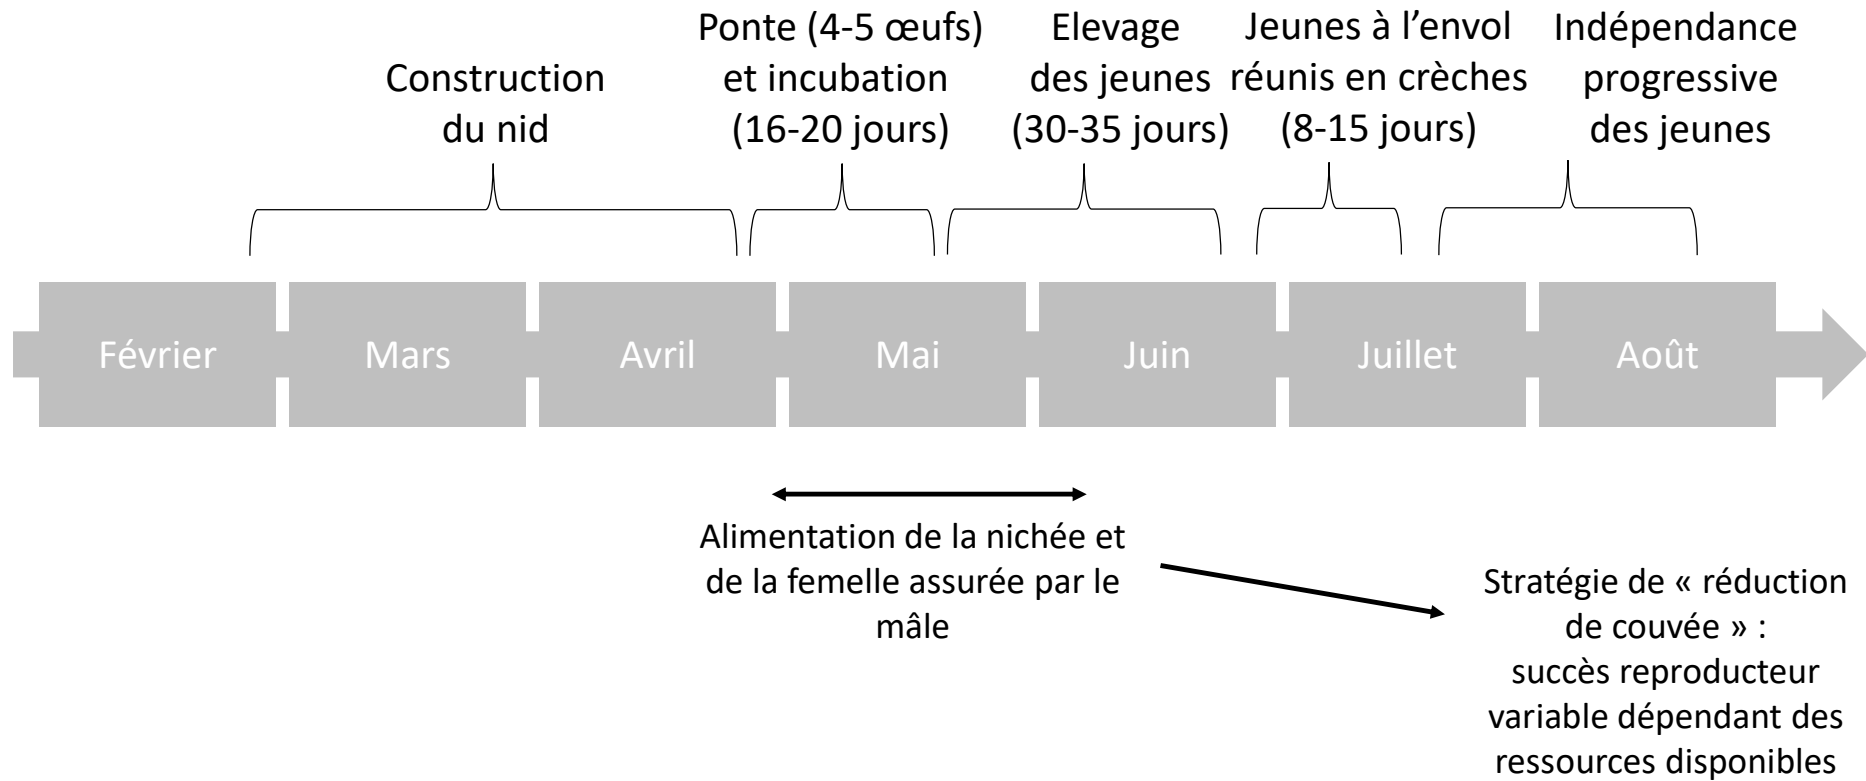 Construction
du nid
Ponte (4-5 œufs)
et incubation
(16-20 jours)
Elevage
des jeunes
(30-35 jours)
Jeunes à l’envol
réunis en crèches
(8-15 jours)
Indépendance
progressive
des jeunes
Février
Mars
Avril
Mai
Juin
Juillet
Août
Alimentation de la nichée et
de la femelle assurée par le
mâle
Stratégie de « réduction
de couvée » :
succès reproducteur
variable dépendant des
ressources disponibles